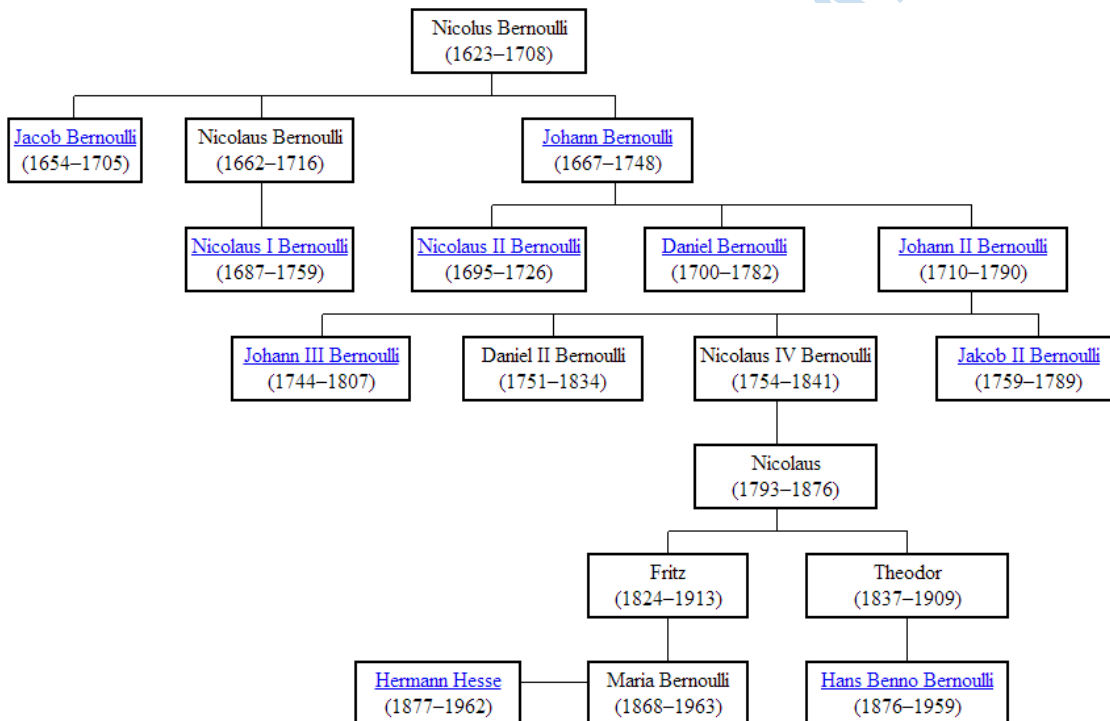 Nicolus Bernoulli
(1623–1708)
Jacob Bernoulli
(1654–1705)
Nicolaus Bernoulli
(1662–1716)
Johann Bernoulli
(1667–1748)
Nicolaus I Bernoulli
(1687–1759)
Nicolaus II Bernoulli
(1695–1726)
Daniel Bernoulli
(1700–1782)
Johann II Bernoulli
(1710–1790)
Johann III Bernoulli
(1744–1807)
Daniel II Bernoulli
(1751–1834)
Nicolaus IV Bernoulli
(1754–1841)
Jakob II Bernoulli
(1759–1789)
Nicolaus
(1793–1876)
Fritz
(1824–1913)
Theodor
(1837–1909)
Hermann Hesse
(1877–1962)
Maria Bernoulli
(1868–1963)
Hans Benno Bernoulli
(1876–1959)